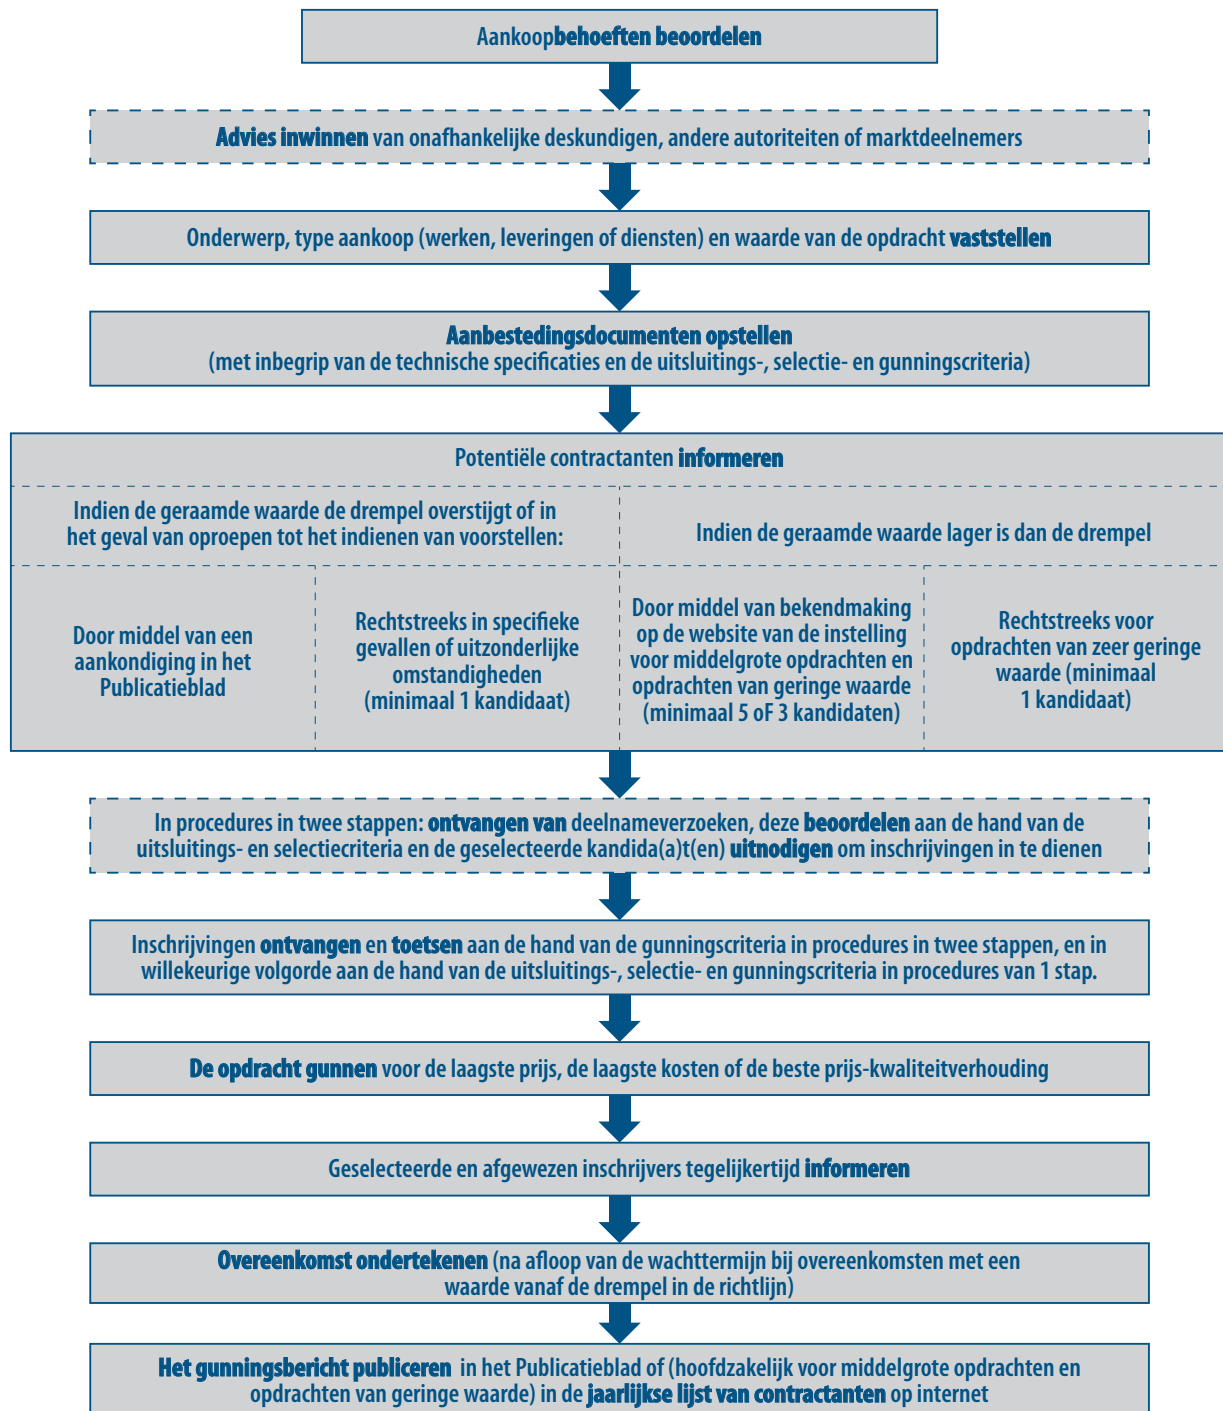 Aankoopbehoeften beoordelen
Advies inwinnen van onafhankelijke deskundigen, andere autoriteiten of marktdeelnemers
Onderwerp, type aankoop (werken, leveringen of diensten) en waarde van de opdracht vaststellen
Aanbestedingsdocumenten opstellen
(met inbegrip van de technische specificaties en de uitsluitings-, selectie- en gunningscriteria)
Potentiële contractanten informeren
Indien de geraamde waarde de drempel overstijgt of in
het geval van oproepen tot het indienen van voorstellen:
Indien de geraamde waarde lager is dan de drempel
Door middel van een
aankondiging in het
Publicatieblad
Rechtstreeks in specifieke
gevallen of uitzonderlijke
omstandigheden
(minimaal 1 kandidaat)
Door middel van bekendmaking
op de website van de instelling
voor middelgrote opdrachten en
opdrachten van geringe waarde
(minimaal 5 oF 3 kandidaten)
Rechtstreeks voor
opdrachten van zeer geringe
waarde (minimaal
1 kandidaat)
In procedures in twee stappen: ontvangen van deelnameverzoeken, deze beoordelen aan de hand van de
uitsluitings- en selectiecriteria en de geselecteerde kandida(a)t(en) uitnodigen om inschrijvingen in te dienen
Inschrijvingen ontvangen en toetsen aan de hand van de gunningscriteria in procedures in twee stappen, en in
willekeurige volgorde aan de hand van de uitsluitings-, selectie- en gunningscriteria in procedures van 1 stap.
De opdracht gunnen voor de laagste prijs, de laagste kosten of de beste prijs-kwaliteitverhouding
Geselecteerde en afgewezen inschrijvers tegelijkertijd informeren
Overeenkomst ondertekenen (na afloop van de wachttermijn bij overeenkomsten met een
waarde vanaf de drempel in de richtlijn)
Het gunningsbericht publiceren in het Publicatieblad of (hoofdzakelijk voor middelgrote opdrachten en
opdrachten van geringe waarde) in de jaarlijkse lijst van contractanten op internet